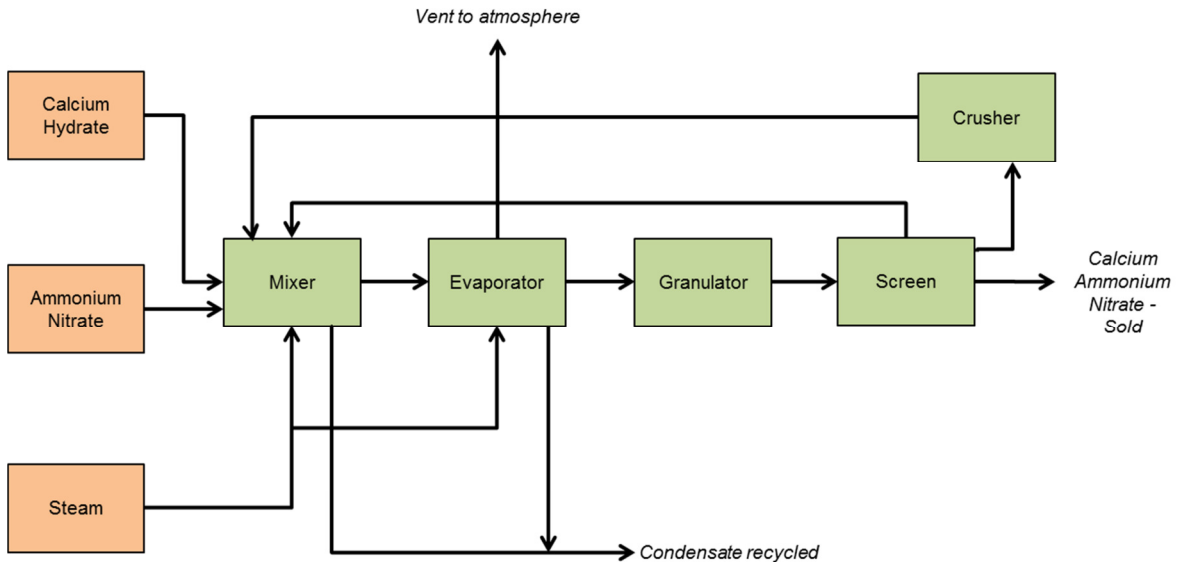 Vent to atmosphere
Calcium
Hydrate
Crusher
Mixer
Evaporator
Granulator
Screen
Calcium
Ammonium
Nitrate -
Sold
Ammonium
Nitrate
Steam
Condensate recycled